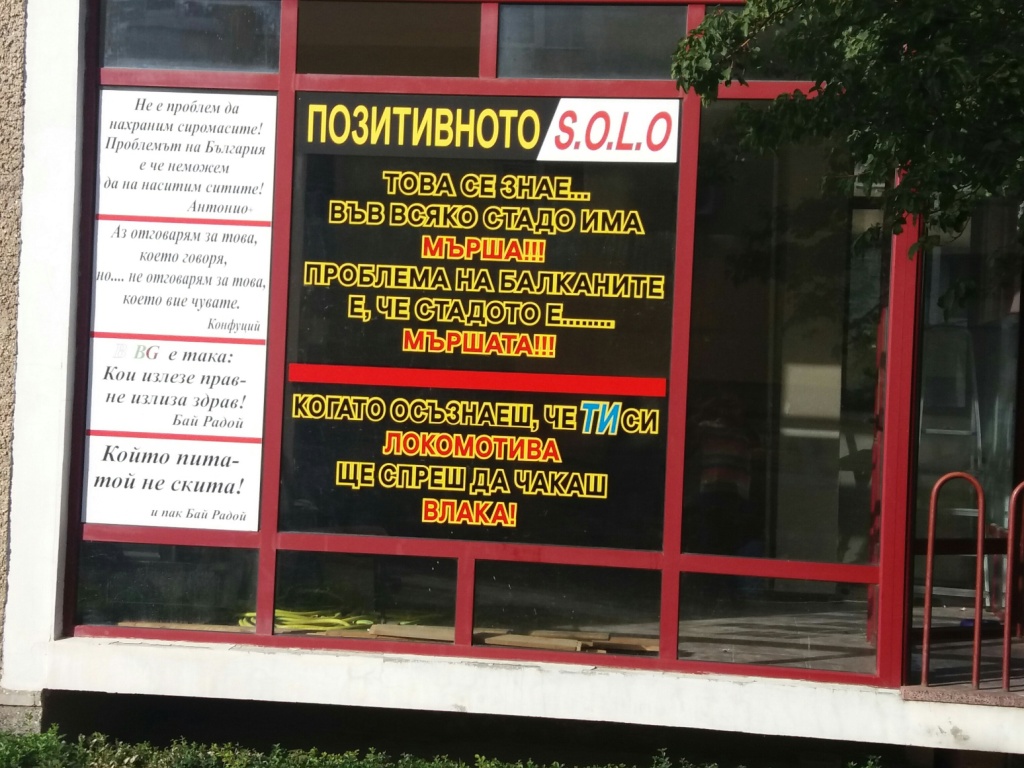 Не е проблем да
нахраним сиромасите!
Проблемът на България
е че неможем
да на наситим ситите!
Антонио-
Аз отговарям за това,
което говоря,
но.... не отговарям за това,
което вие чувате.
Конфуций
BG е така:
Кои излезе прав-
не излиза здрав!
Бай Радой
Който пита-
той не скита!
и пак Бай Радой
ПОЗИТИВНОТО S.O.L.O
ТОВА СЕ ЗНАЕ...
ВЪВ ВСЯКО СТАДО ИМА
МЪРША!!!
ПРОБЛЕМА НА БАЛКАНИТЕ
Е, ЧЕ СТАДОТО Е........
МЪРШАТА!!!
КОГАТО ОСЪЗНАЕШ, ЧЕ ТИ СИ
ЛОКОМОТИВА
ЩЕ СПРЕШ ДА ЧАКАШ
ВЛАКА!